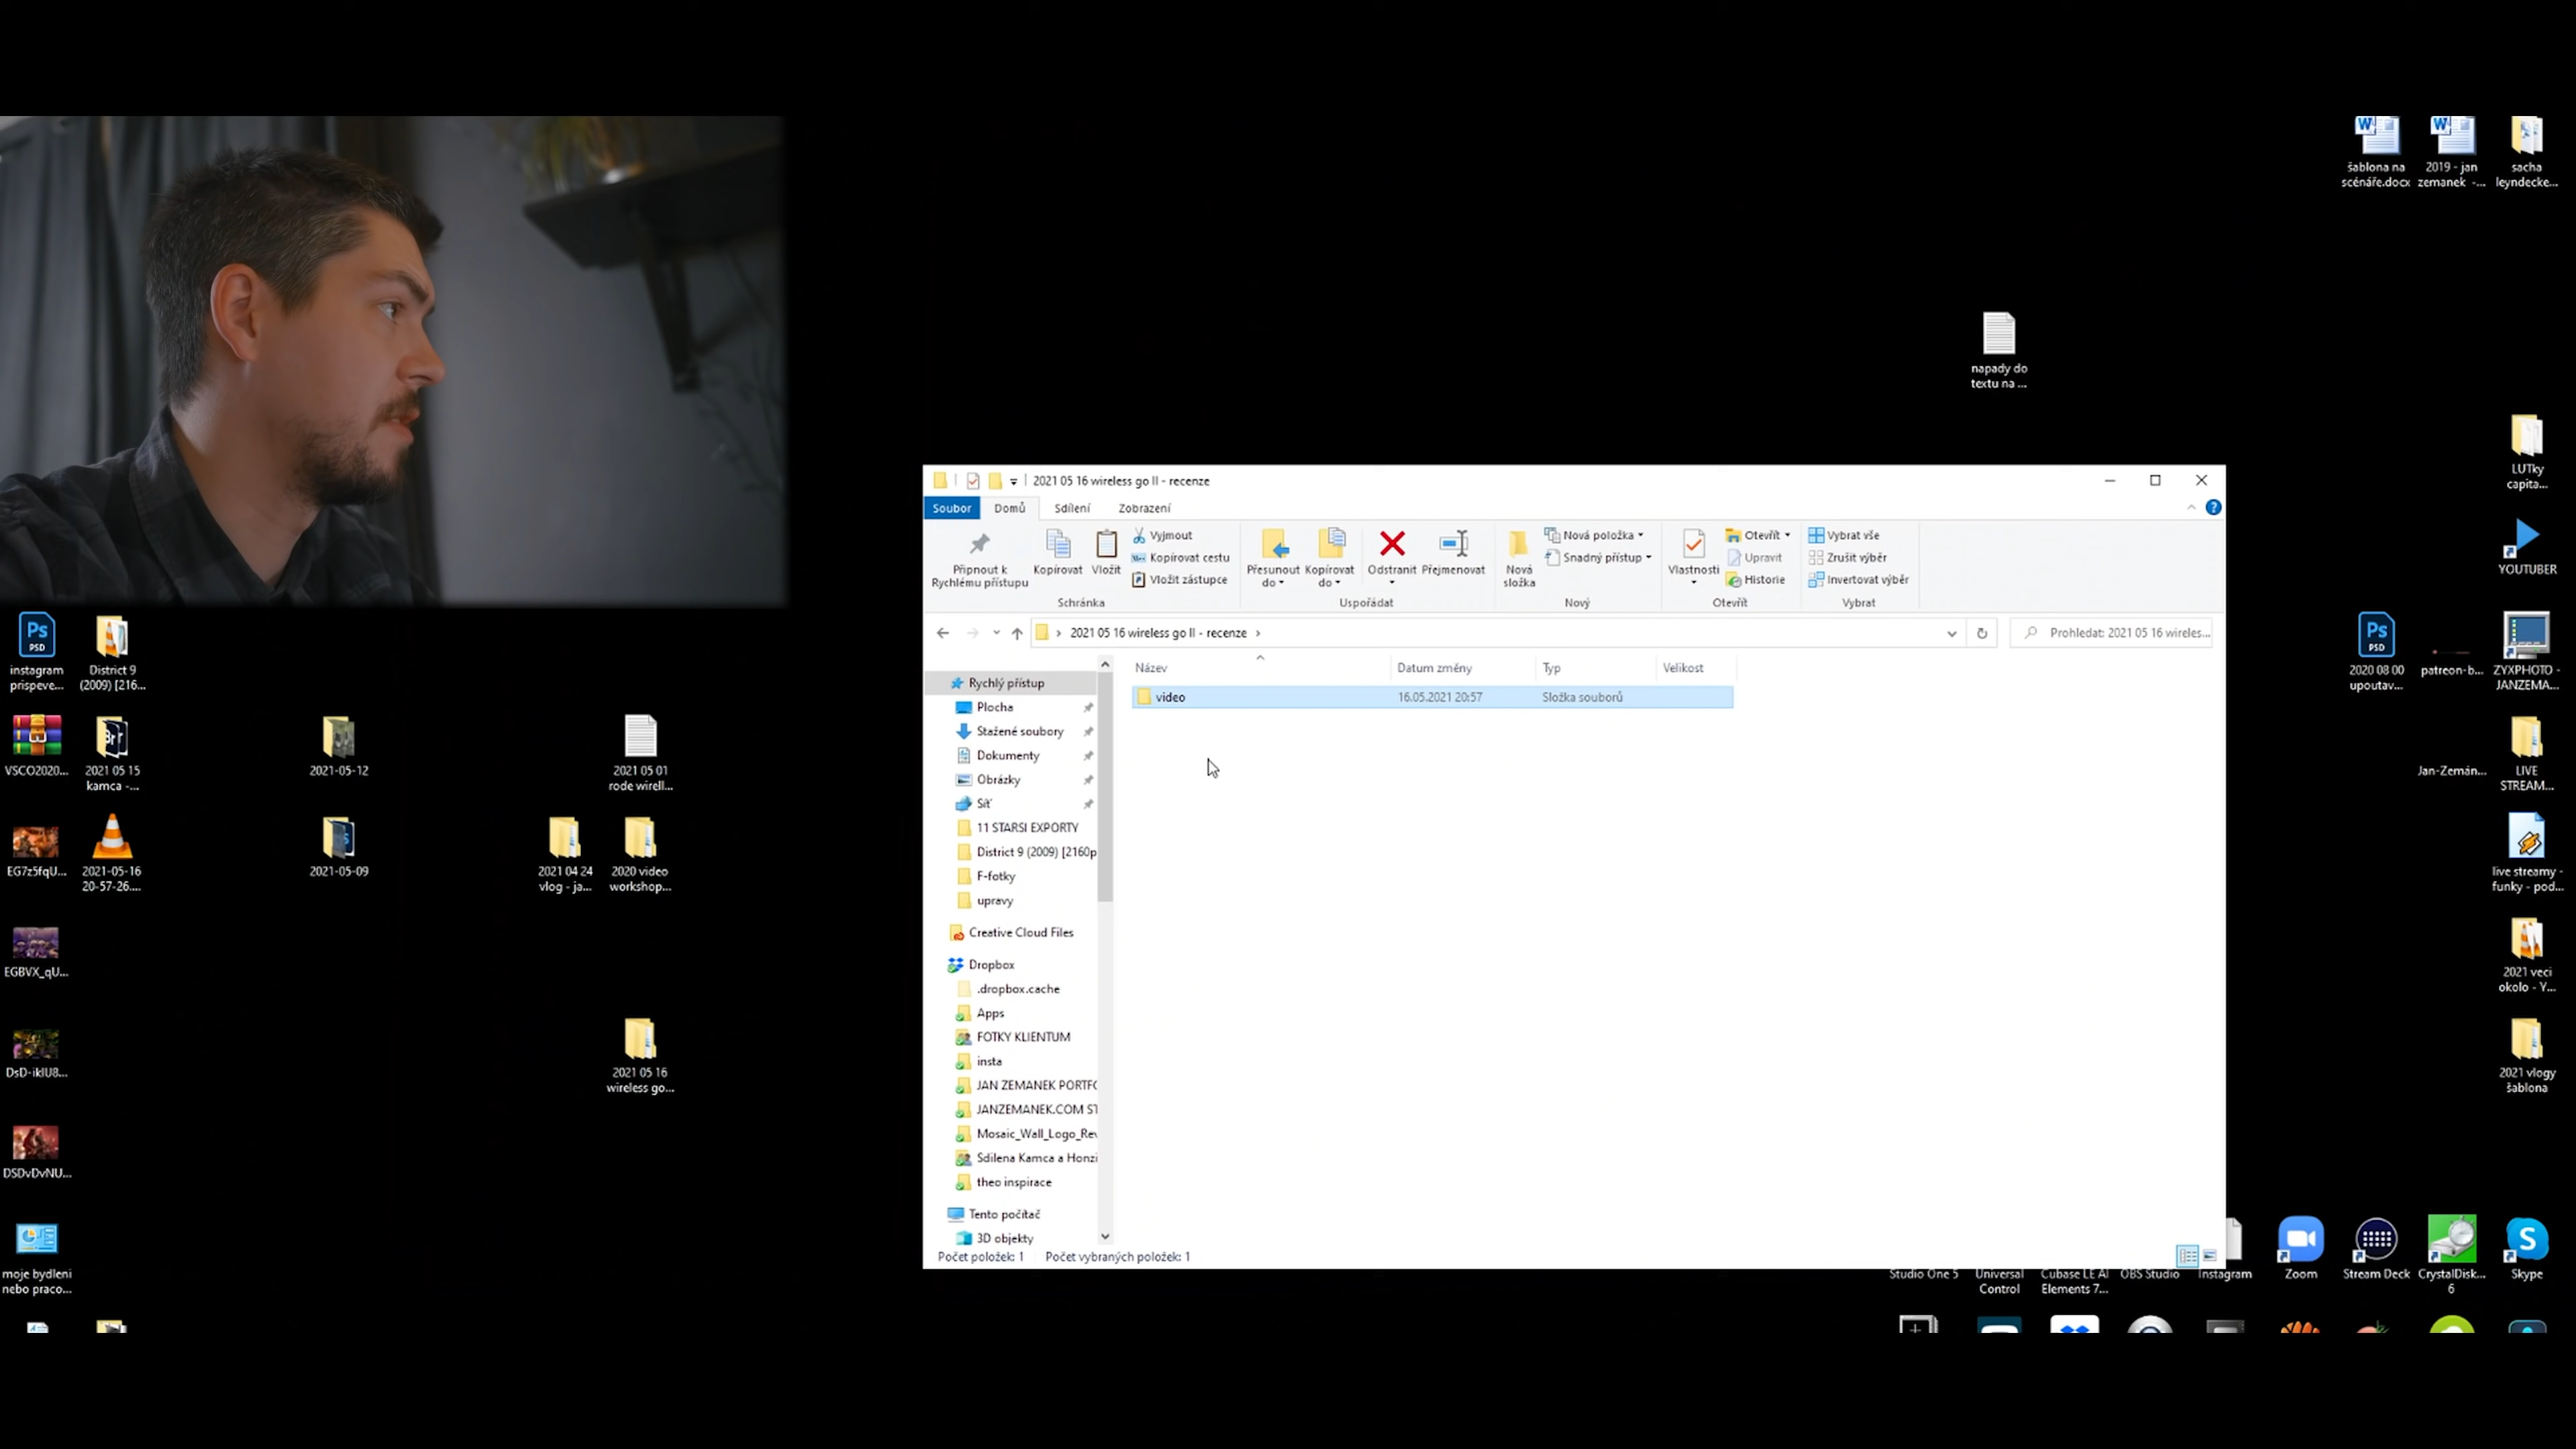 šablona na
scénáře.docx
2019 - jan
zemanek -...
sacha
leyndecke...
napady do
textu na ...
LUTky
capita...
YOUTUBER
2020 08 00
upoutav...
patreon-b...
ZYXPHOTO -
JANZEMA...
Jan-Zemán...
LIVE
STREAM...
live streamy -
funky - pod...
2021 veci
okolo - Y...
2021 vlogy
šablona
instagram
prispeve...
District 9
(2009) [216...
VSCO2020...
2021 05 15
kamca -...
2021-05-12
2021 05 01
rode wirell...
EG7z5fqU...
2021-05-16
20-57-26....
2021-05-09
2021 04 24
vlog - ja...
2020 video
workshop...
EGBVX_qU...
DsD-ikIU8...
2021 05 16
wireless go...
DSDvDvNU...
moje bydleni
nebo praco...
2021 05 16 wireless go II - recenze
Soubor
Domů
Sdílení
Zobrazení
Připnout k
Rychlému přístupu
Kopírovat
Vložit
Vyjmout
Kopírovat cestu
Vložit zástupce
Schránka
Přesunout
do
Kopírovat
do
Odstranit
Přejmenovat
Uspořádat
Nová
složka
Nová položka
Snadný přístup
Nový
Vlastnosti
Otevřít
Upravit
Historie
Otevřít
Vybrat vše
Zrušit výběr
Invertovat výběr
Vybrat
2021 05 16 wireless go II - recenze
Prohledat: 2021 05 16 wireles...
Název
Datum změny
Typ
Velikost
video
16.05.2021 20:57
Složka souborů
Rychlý přístup
Plocha
Stažené soubory
Dokumenty
Obrázky
Síť
11 STARSI EXPORTY
District 9 (2009) [2160p
F-fotky
upravy
Creative Cloud Files
Dropbox
.dropbox.cache
Apps
FOTKY KLIENTUM
insta
JAN ZEMANEK PORTFO
JANZEMANEK.COM ST
Mosaic_Wall_Logo_Rev
Sdilena Kamca a Honzi
theo inspirace
Tento počítač
3D objekty
Počet položek: 1
Počet vybraných položek: 1
Studio One 5
Universal
Control
Cubase LE AI
Elements 7...
OBS Studio
Instagram
Zoom
Stream Deck
CrystalDisk...
6
Skype